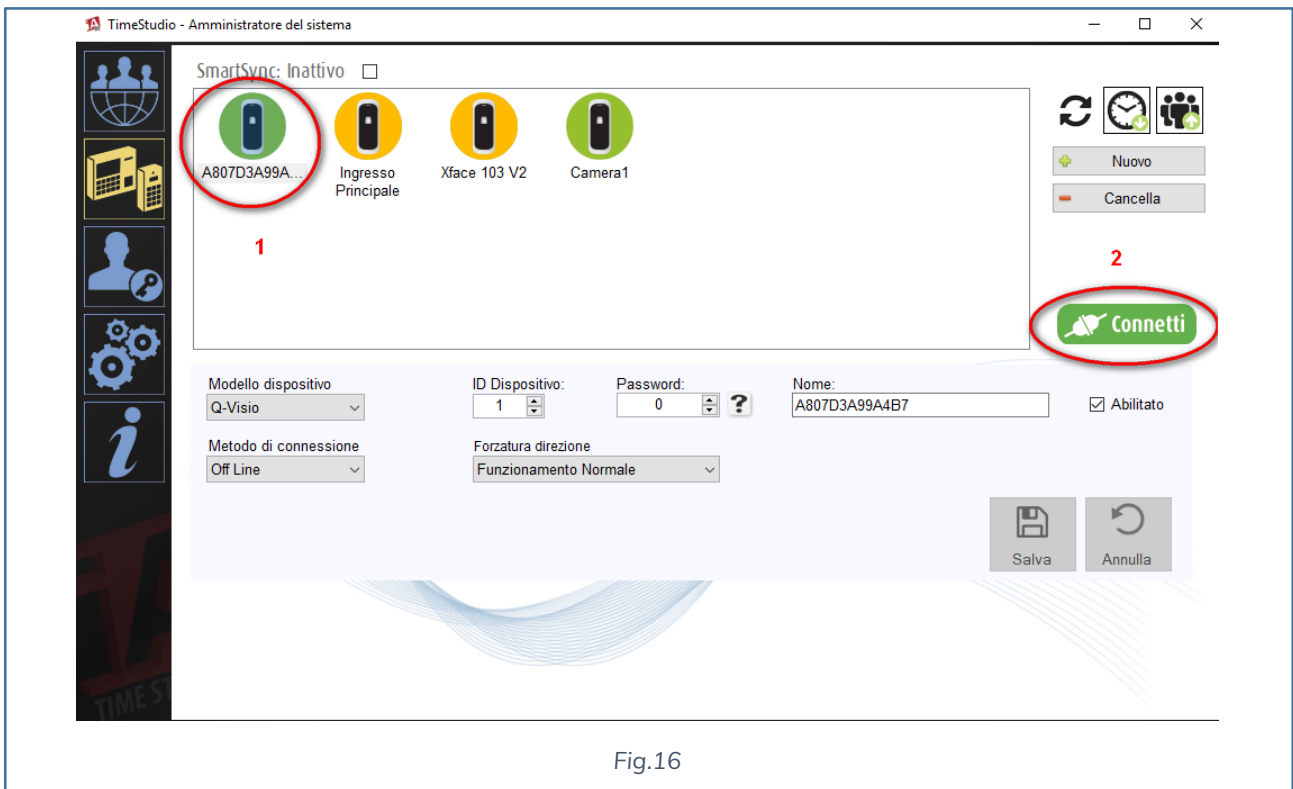 TimeStudio - Amministratore del sistema
SmartSync: Inattivo
A807D3A99A...
Ingresso
Principale
Xface 103 V2
Camera1
Nuovo
Cancella
1
2
Connetti
Modello dispositivo
ID Dispositivo:
Password:
Nome:
Q-Visio
1
0
?
A807D3A99A4B7
Abilitato
Metodo di connessione
Forzatura direzione
Off Line
Funzionamento Normale
Salva
Annulla
TIME ST
Fig.16